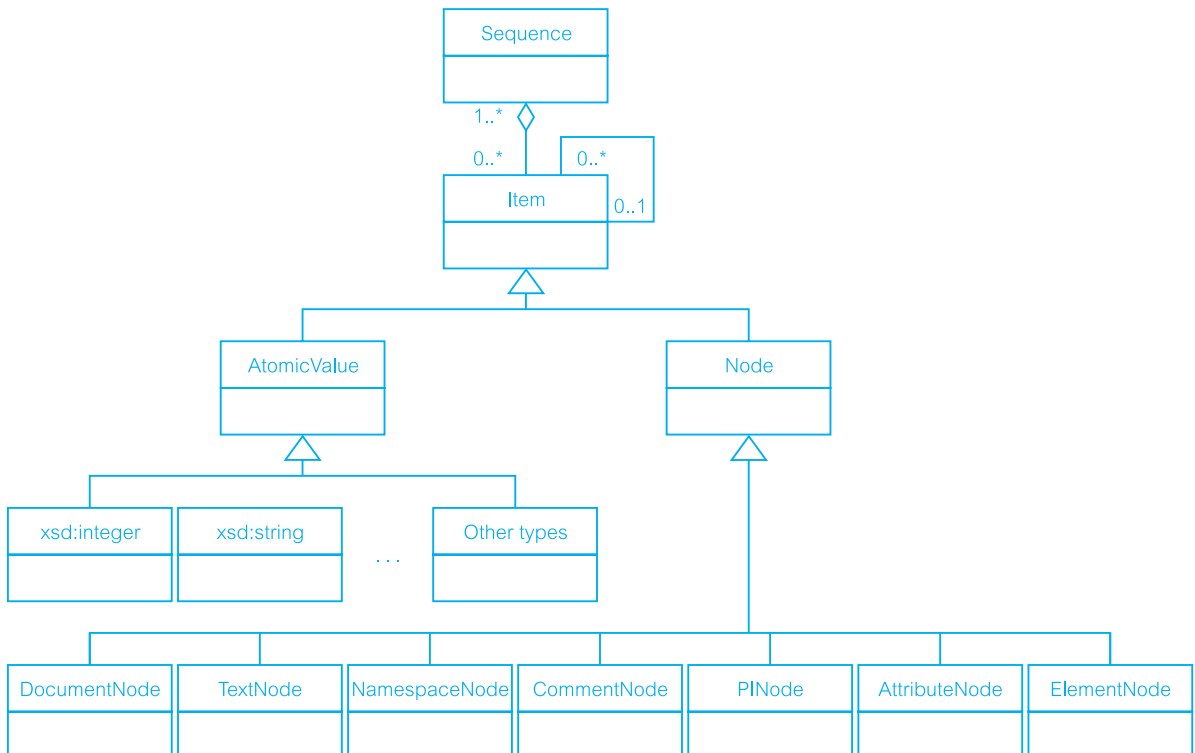 Sequence
1..*
0..*
0..*
Item
0..1
AtomicValue
Node
xsd:integer
xsd:string
...
Other types
DocumentNode
TextNode
NamespaceNode
CommentNode
PINode
AttributeNode
ElementNode